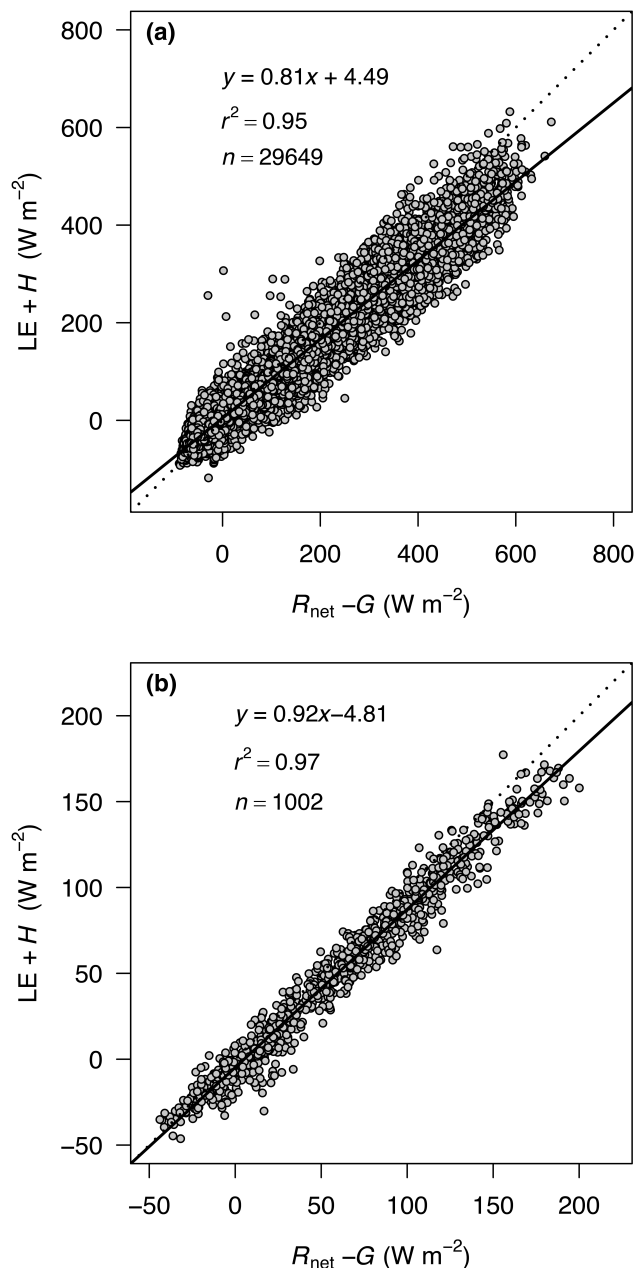 (a)
y = 0.81x + 4.49
r² = 0.95
n = 29649
800
600
400
200
0
LE + H (W m⁻²)
0 200 400 600 800
R_net –G (W m⁻²)
(b)
y = 0.92x−4.81
r² = 0.97
n = 1002
200
150
100
50
0
−50
LE + H (W m⁻²)
−50 0 50 100 150 200
R_net –G (W m⁻²)